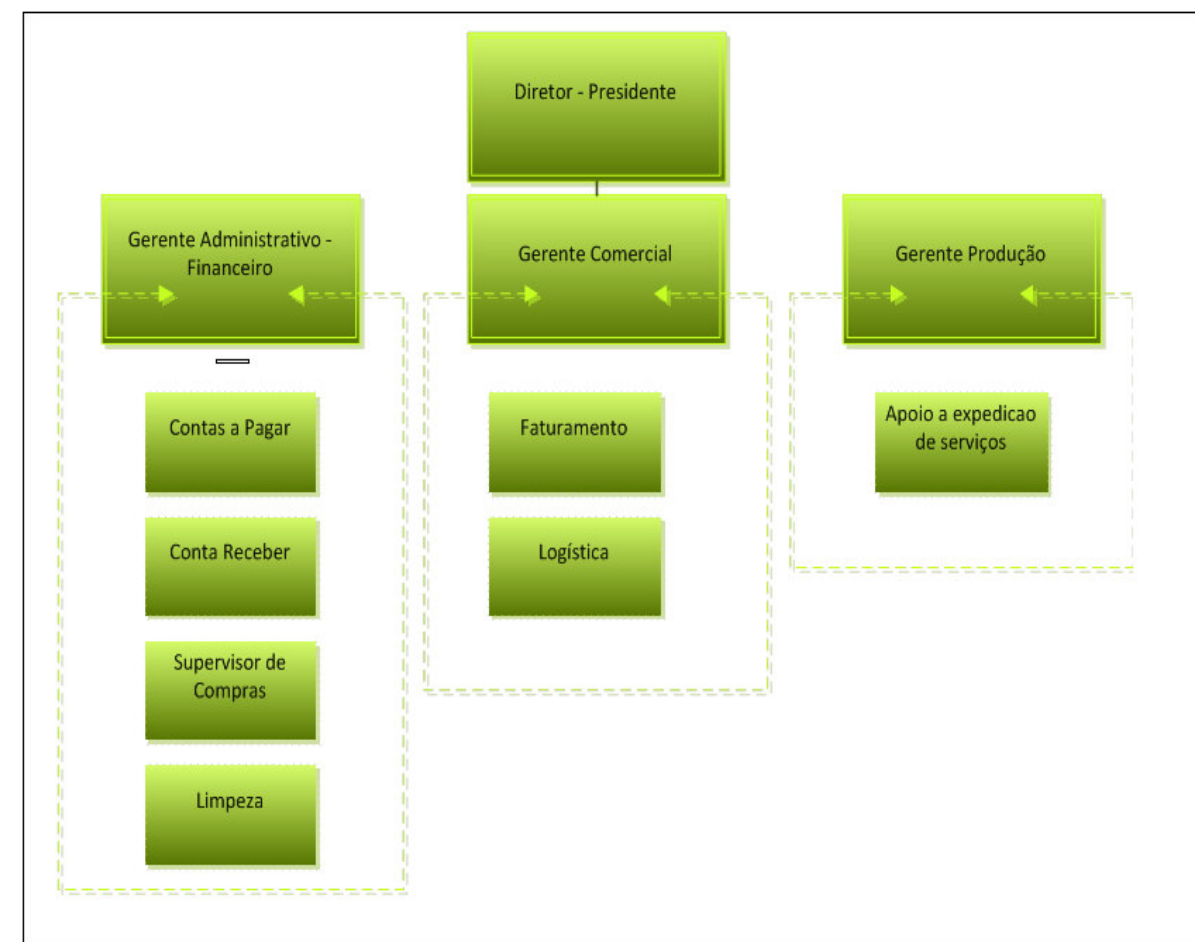 Diretor - Presidente
Gerente Administrativo -
Financeiro
Gerente Comercial
Gerente Produção
Contas a Pagar
Faturamento
Apoio a expedicao
de serviços
Conta Receber
Logística
Supervisor de
Compras
Limpeza